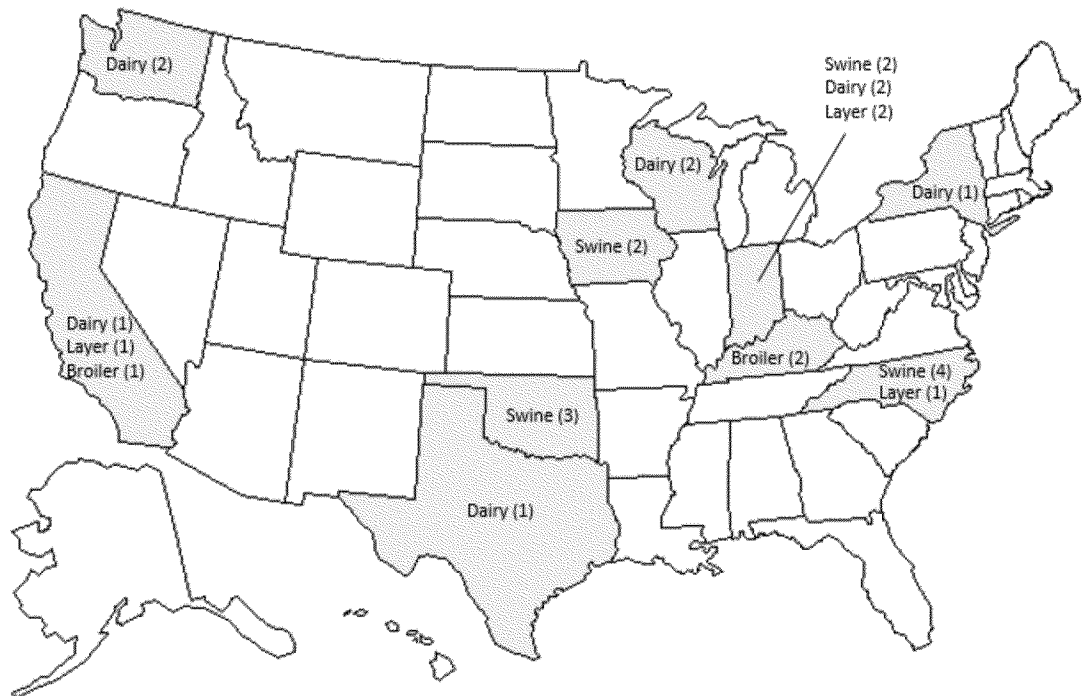 Dairy (2)
Swine (2)
Dairy (2)
Layer (2)
Dairy (2)
Dairy (1)
Swine (2)
Dairy (1)
Layer (1)
Broiler (1)
Broiler (2)
Swine (4)
Layer (1)
Swine (3)
Dairy (1)